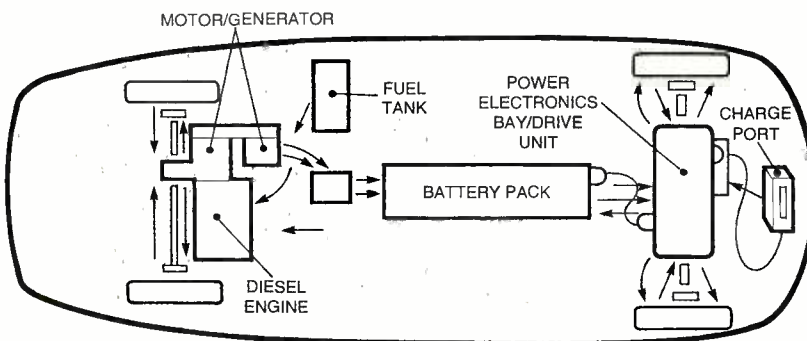 MOTOR/GENERATOR
FUEL
TANK
POWER
ELECTRONICS
BAY/DRIVE
UNIT
CHARGE
PORT
BATTERY PACK
DIESEL
ENGINE